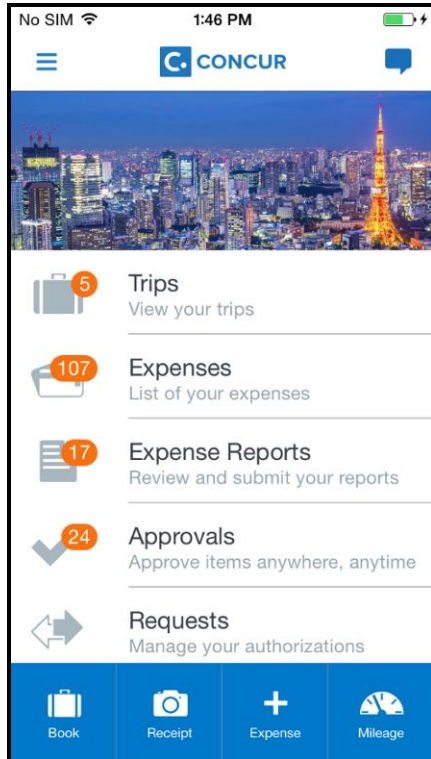 No SIM 1:46 PM
C. CONCUR
5
Trips
View your trips
107
Expenses
List of your expenses
17
Expense Reports
Review and submit your reports
24
Approvals
Approve items anywhere, anytime
Requests
Manage your authorizations
Book Receipt Expense Mileage